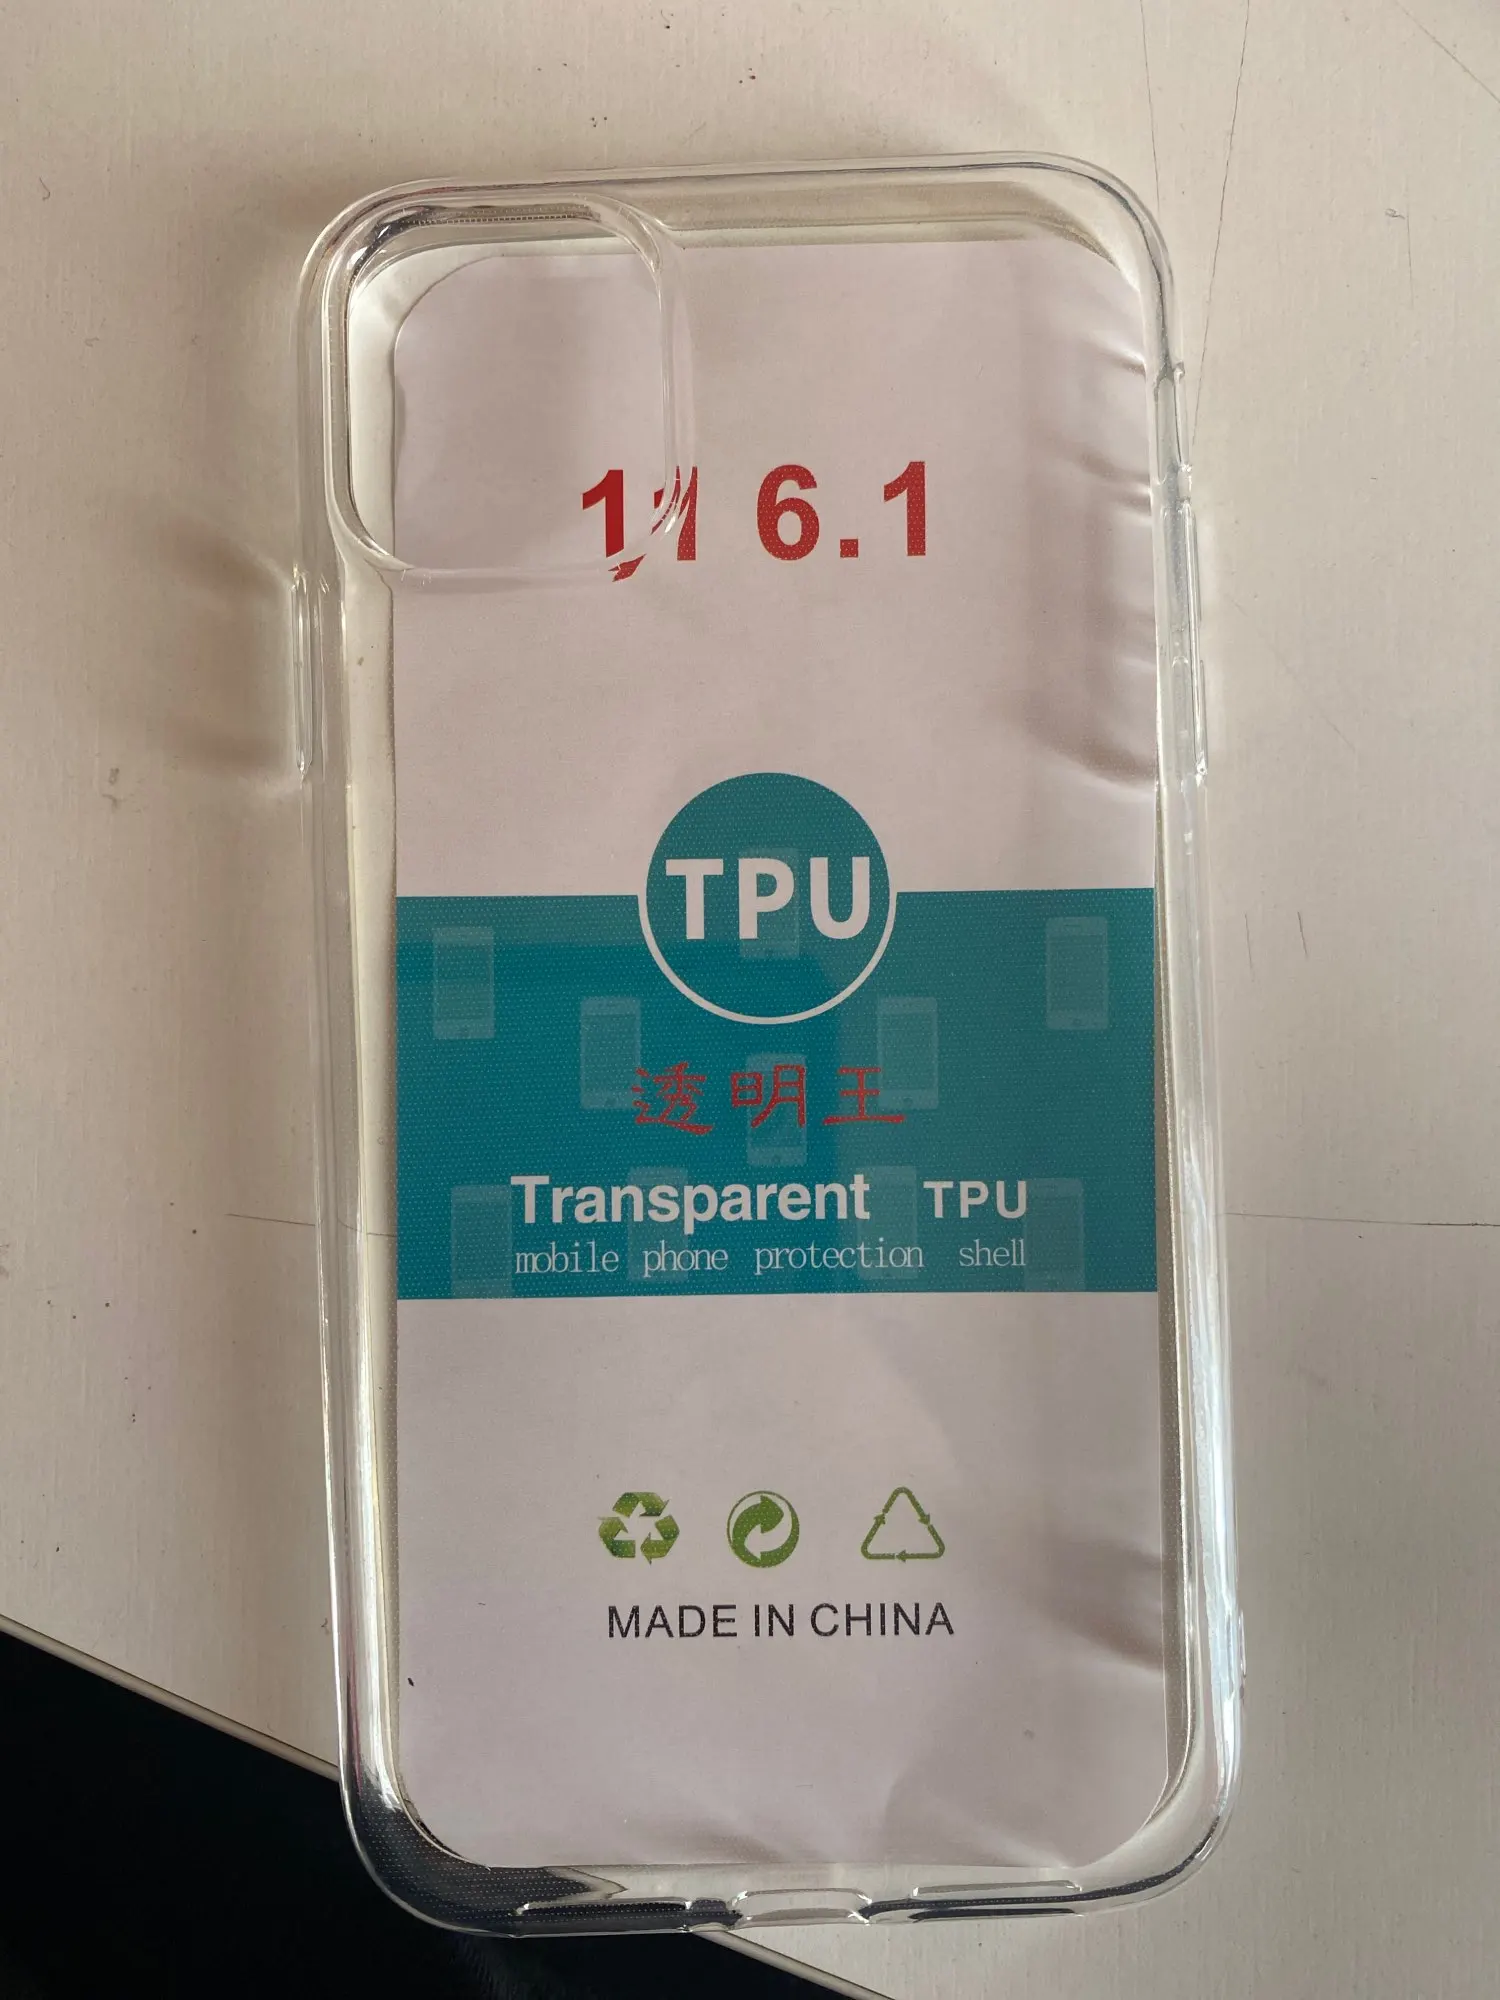 11 6.1
TPU
透明王
Transparent TPU
mobile phone protection shell
MADE IN CHINA